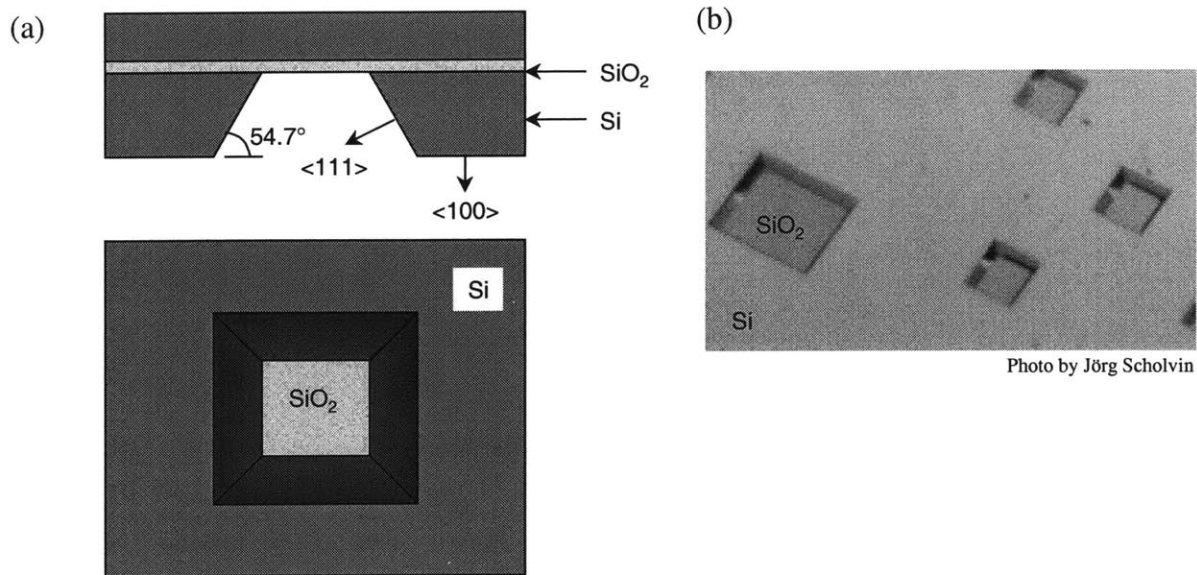 (a)
SiO₂
Si
54.7°
<111>
<100>
Si
SiO₂
(b)
SiO₂
Si
Photo by Jörg Scholvin